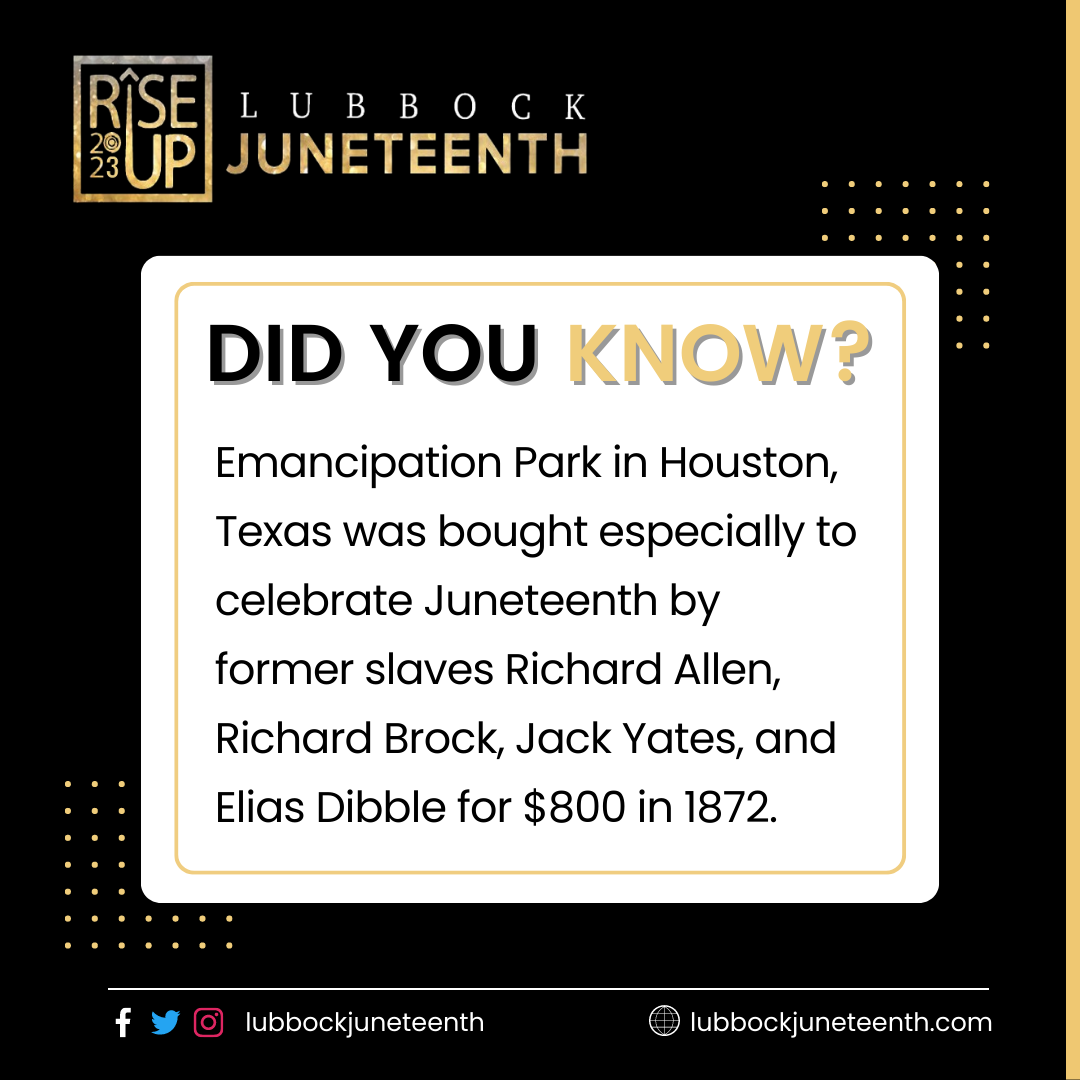 RISE
2023 UP
LUBBOCK
JUNETEENTH
DID YOU KNOW?
Emancipation Park in Houston,
Texas was bought especially to
celebrate Juneteenth by
former slaves Richard Allen,
Richard Brock, Jack Yates, and
Elias Dibble for $800 in 1872.
lubbockjuneteenth
lubbockjuneteenth.com